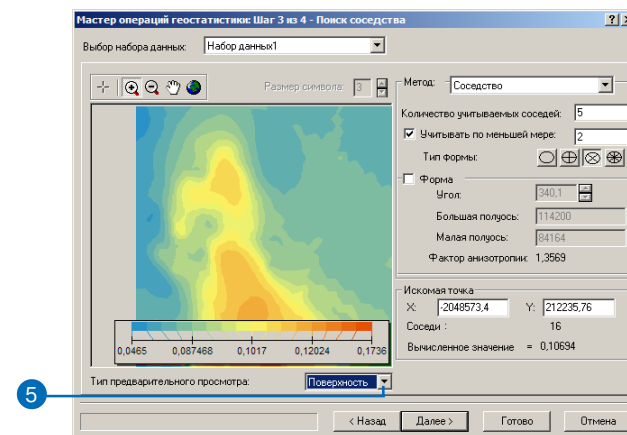 Мастер операций геостатистики: Шаг 3 из 4 - Поиск соседства
Выбор набора данных: Набор данных1
Размер символа: 3
Метод: Соседство
Количество учитываемых соседей: 5
Учитывать по меньшей мере: 2
Тип формы:
Форма
Угол: 340,1
Большая полуось: 114200
Малая полуось: 84164
Фактор анизотропии: 1,3569
Искомая точка
X: -2048573,4 Y: 212235,76
Соседи : 16
Вычисленное значение = 0,10694
0,0465 0,087468 0,1017 0,12024 0,1736
Тип предварительного просмотра: Поверхность
5
< Назад Далее > Готово Отмена